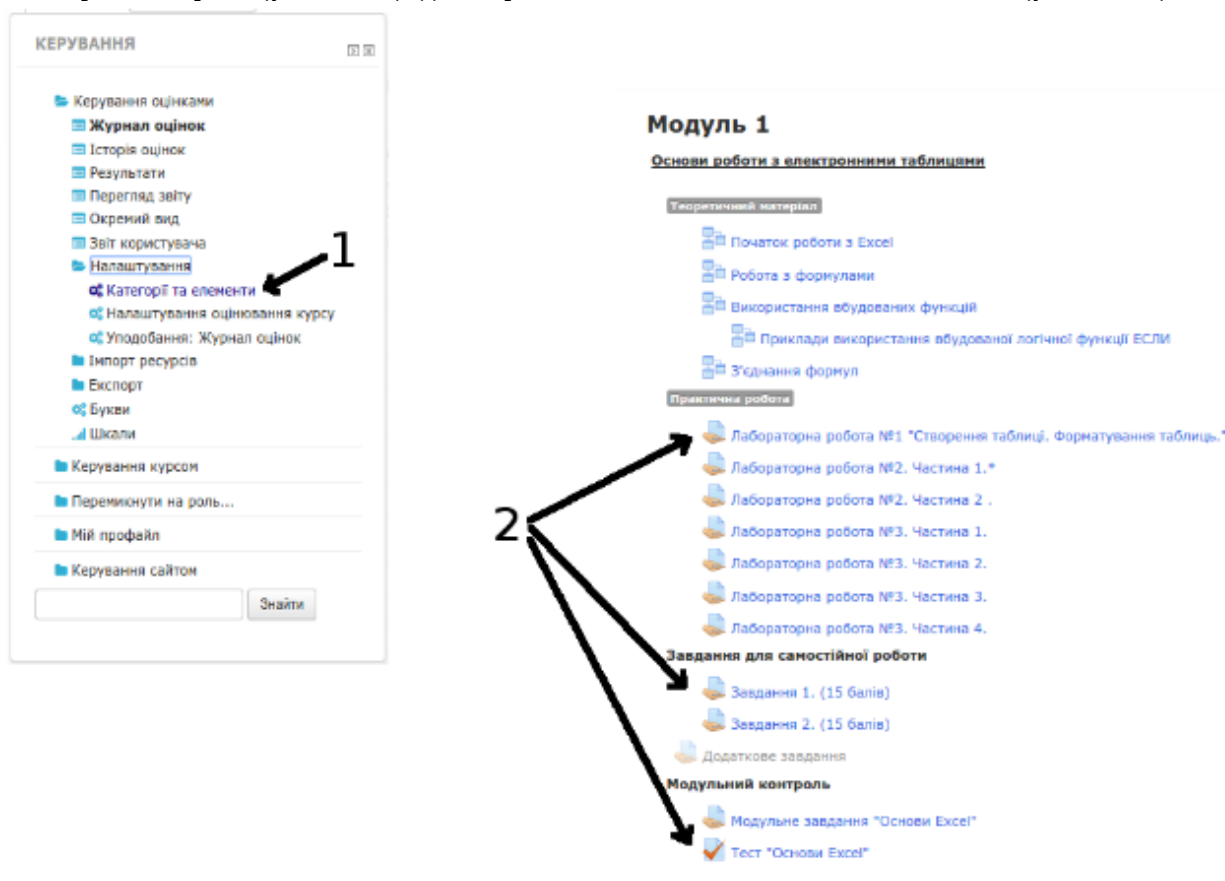 КЕРУВАННЯ
Керування оцінками
Журнал оцінок
Історія оцінок
Результати
Перегляд звіту
Окремий вид
Звіт користувача
Налаштування
Категорії та елементи
Налаштування оцінювання курсу
Уподобання: Журнал оцінок
Імпорт ресурсів
Експорт
Букви
Шкали
Керування курсом
Перемикнути на роль...
Мій профайл
Керування сайтом
Знайти
1
2
Модуль 1
Основи роботи з електронними таблицями
Теоретичний матеріал
Початок роботи з Excel
Робота з формулами
Використання вбудованих функцій
Приклади використання вбудованої логічної функції ЕСЛИ
З'єднання формул
Практична робота
Лабораторна робота №1 "Створення таблиці. Форматування таблиць."
Лабораторна робота №2. Частина 1.*
Лабораторна робота №2. Частина 2 .
Лабораторна робота №3. Частина 1.
Лабораторна робота №3. Частина 2.
Лабораторна робота №3. Частина 3.
Лабораторна робота №3. Частина 4.
Завдання для самостійної роботи
Завдання 1. (15 балів)
Завдання 2. (15 балів)
Додаткове завдання
Модульний контроль
Модульне завдання "Основи Excel"
Тест "Основи Excel"